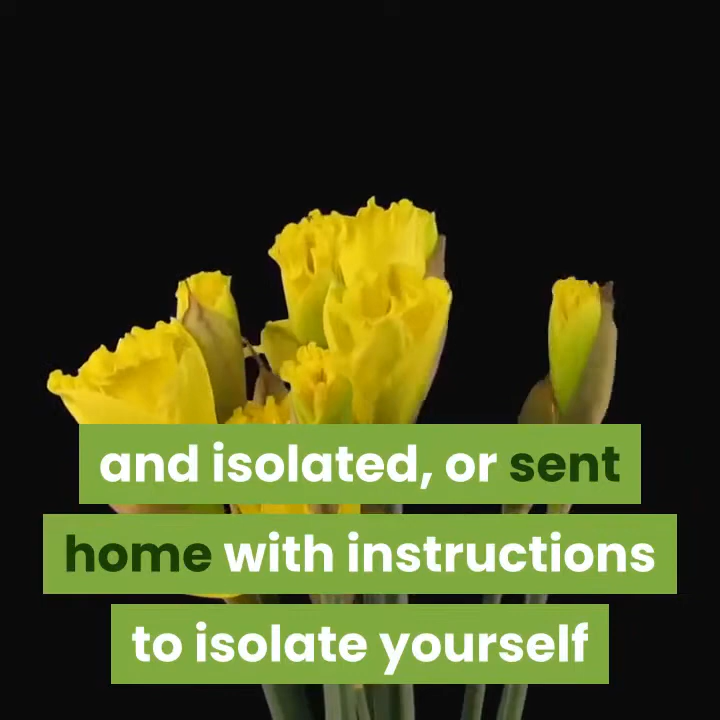 and isolated, or sent
home with instructions
to isolate yourself